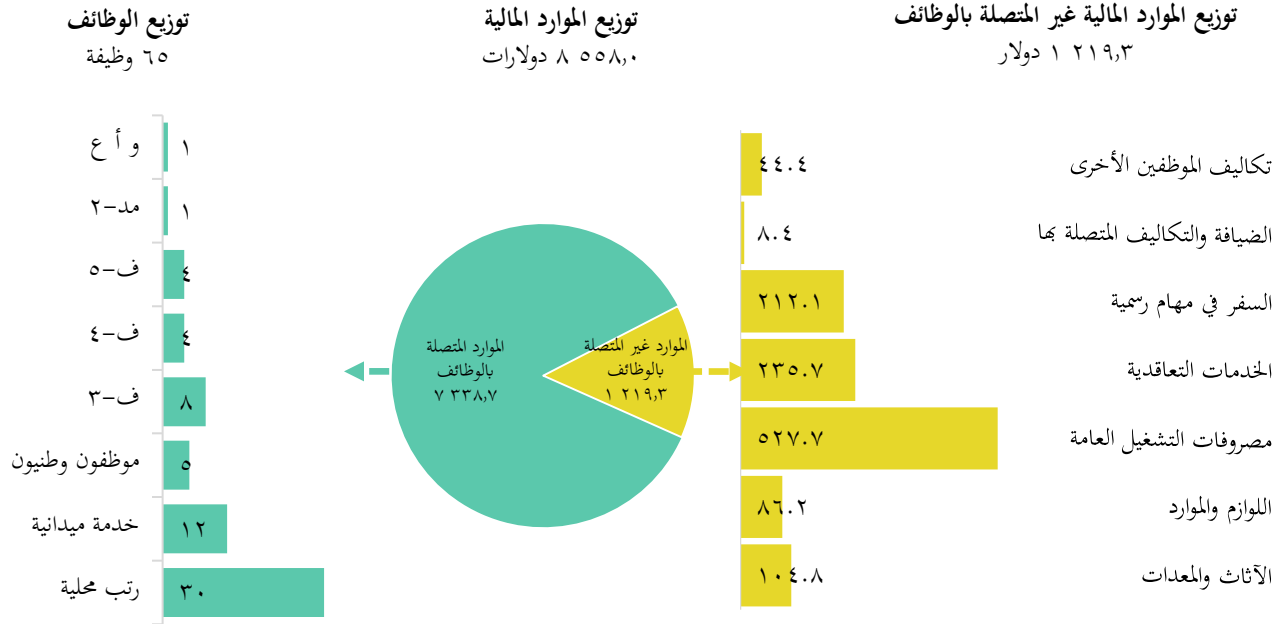 توزيع الموارد المالية غير المتصلة بالوظائف
١ ٢١٩,٣ دولار
تكاليف الموظفين الأخرى
٤٤.٤
الضيافة والتكاليف المتصلة بها
٨.٤
السفر في مهام رسمية
٢١٢.١
الخدمات التعاقدية
٢٣٥.٧
مصروفات التشغيل العامة
٥٢٧.٧
اللوازم والموارد
٨٦.٢
الآثاث والمعدات
١٠٤.٨
توزيع الموارد المالية
٨ ٥٥٨,٠ دولارات
الموارد غير المتصلة
بالوظائف
١ ٢١٩,٣
الموارد المتصلة
بالوظائف
٧ ٣٣٨,٧
توزيع الوظائف
٦٥ وظيفة
و أ ع
١
مد-٢
١
ف-٥
٤
ف-٤
٤
ف-٣
٨
موظفون وطنيون
٥
خدمة ميدانية
١٢
رتب محلية
٣٠